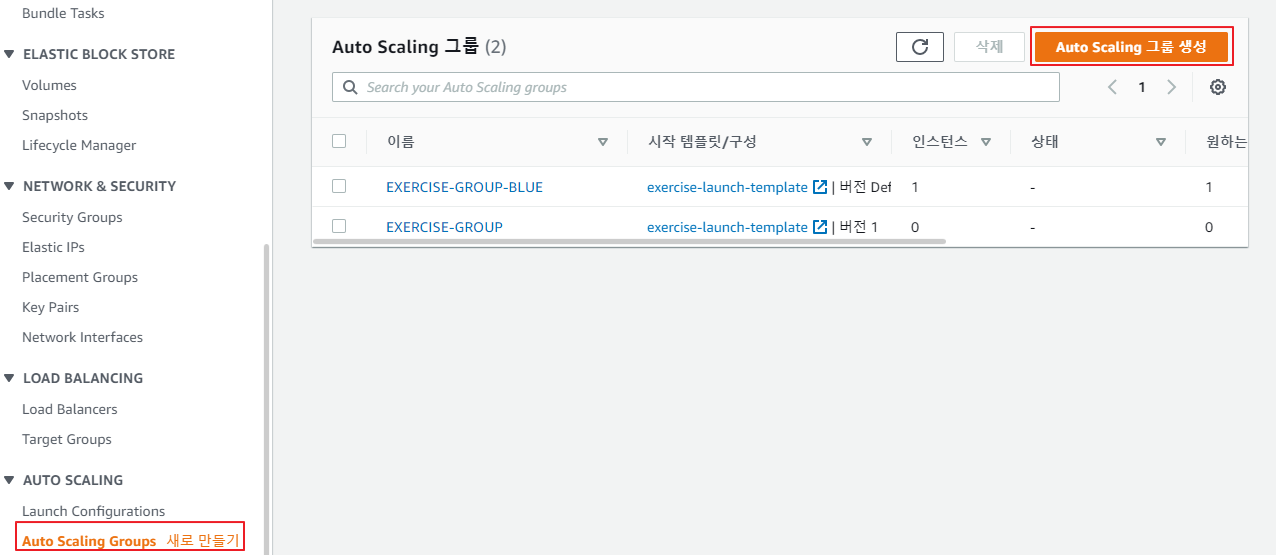 Bundle Tasks
ELASTIC BLOCK STORE
Volumes
Snapshots
Lifecycle Manager
NETWORK & SECURITY
Security Groups
Elastic IPs
Placement Groups
Key Pairs
Network Interfaces
LOAD BALANCING
Load Balancers
Target Groups
AUTO SCALING
Launch Configurations
Auto Scaling Groups 새로 만들기
Auto Scaling 그룹 (2) 삭제 Auto Scaling 그룹 생성
Search your Auto Scaling groups 1
이름 시작 템플릿/구성 인스턴스 상태 원하는
EXERCISE-GROUP-BLUE exercise-launch-template | 버전 Def 1 - 1
EXERCISE-GROUP exercise-launch-template | 버전 1 0 - 0